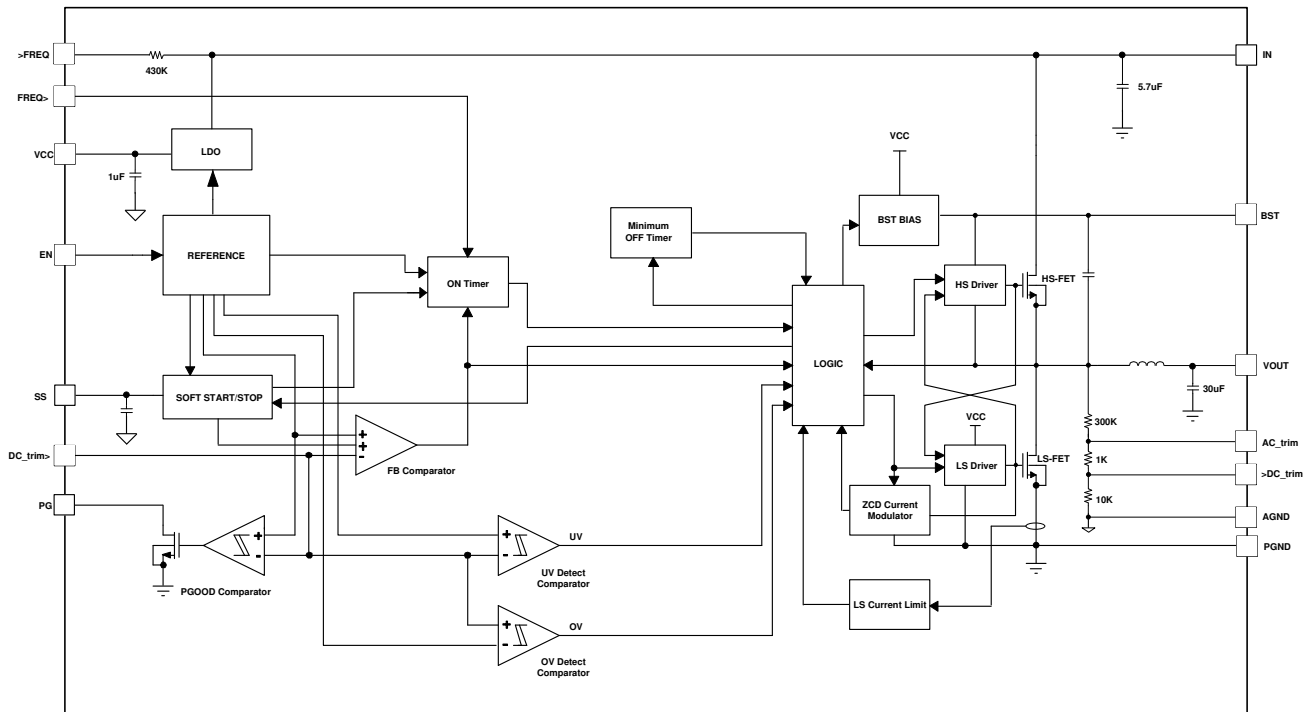 >FREQ
430K
IN
5.7uF
FREQ>
VCC
LDO
1uF
VCC
BST BIAS
BST
Minimum
OFF Timer
EN
REFERENCE
ON Timer
HS Driver
HS-FET
LOGIC
VOUT
30uF
SS
SOFT START/STOP
300K
VCC
AC_trim
DC_trim>
+
+
-
FB Comparator
LS Driver
LS-FET
1K
>DC_trim
PG
ZCD Current
Modulator
10K
AGND
+
-
PGOOD Comparator
+
-
UV
UV Detect
Comparator
PGND
LS Current Limit
+
-
OV
OV Detect
Comparator